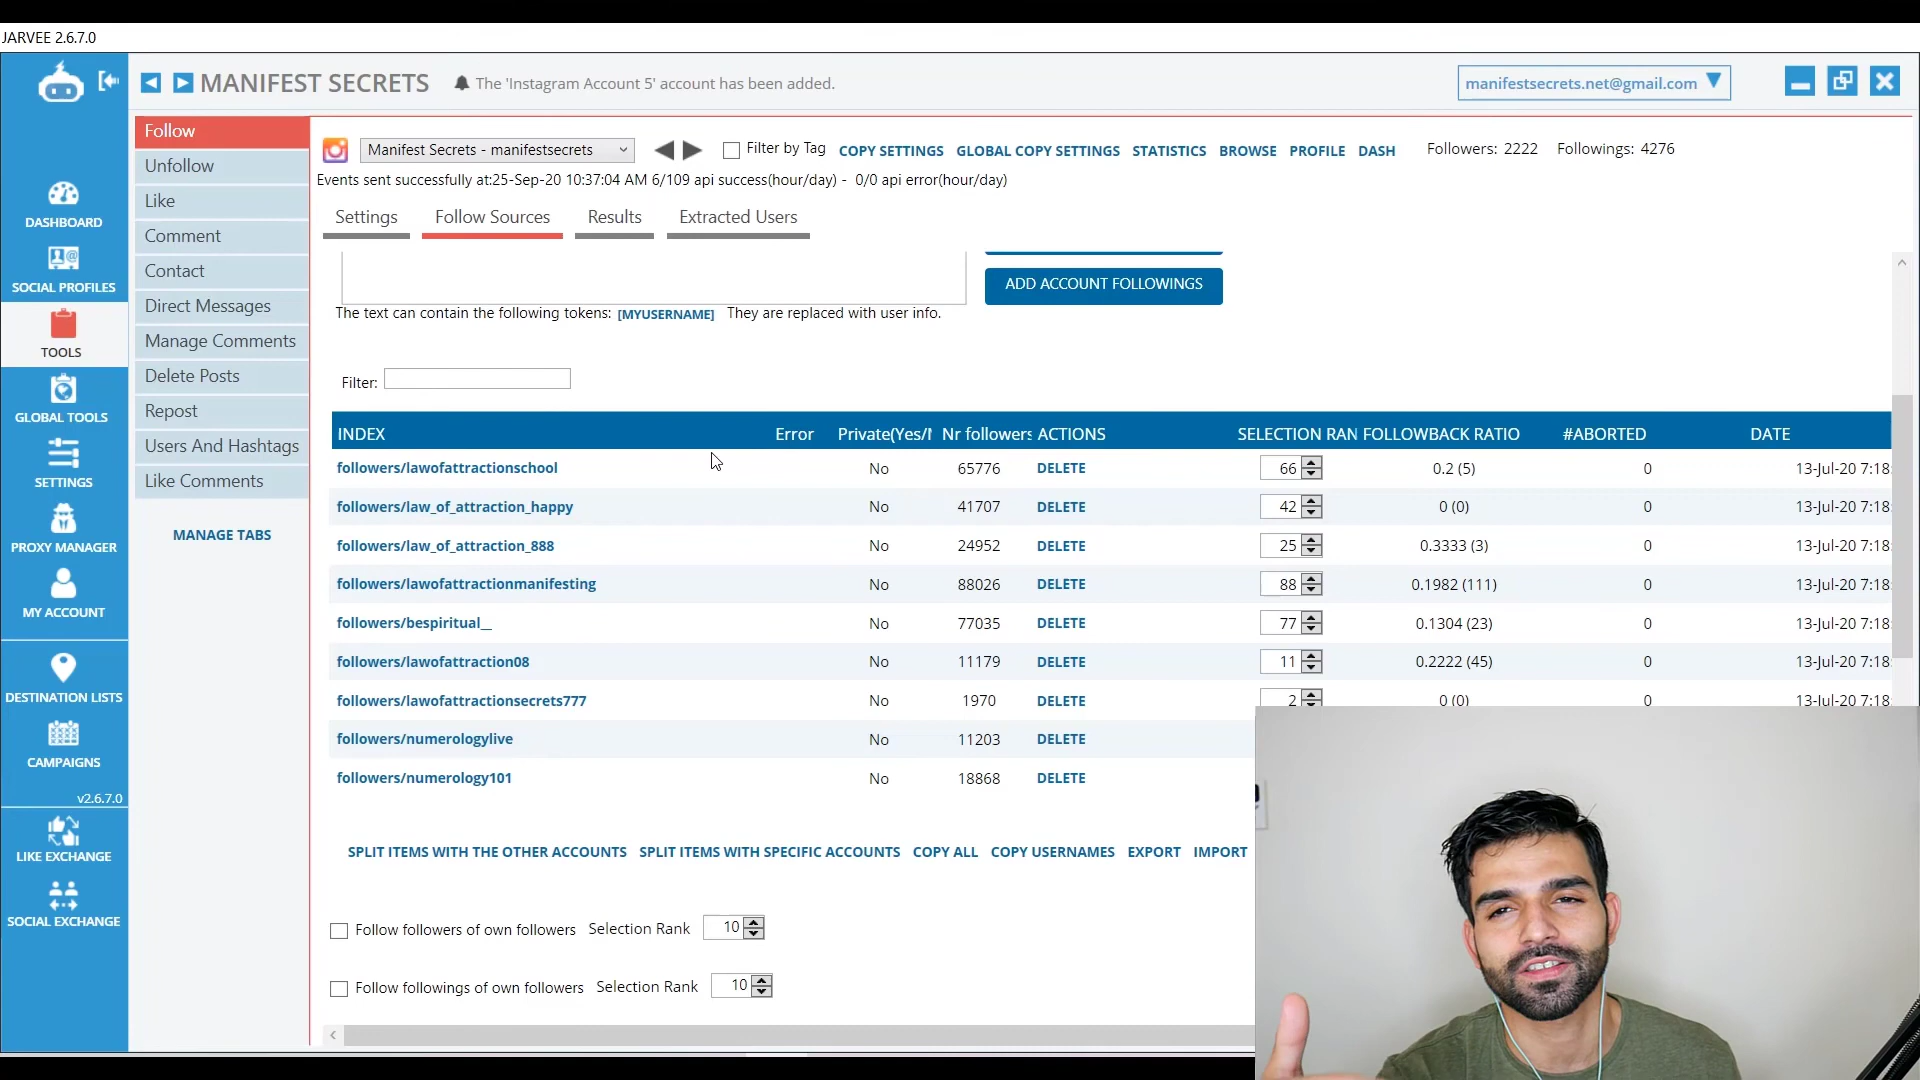 JARVEE 2.6.7.0
MANIFEST SECRETS
The 'Instagram Account 5' account has been added.
manifestsecrets.net@gmail.com
DASHBOARD
SOCIAL PROFILES
TOOLS
GLOBAL TOOLS
SETTINGS
PROXY MANAGER
MY ACCOUNT
DESTINATION LISTS
CAMPAIGNS
v2.6.7.0
LIKE EXCHANGE
SOCIAL EXCHANGE
Follow
Unfollow
Like
Comment
Contact
Direct Messages
Manage Comments
Delete Posts
Repost
Users And Hashtags
Like Comments
MANAGE TABS
Manifest Secrets - manifestsecrets
Filter by Tag COPY SETTINGS GLOBAL COPY SETTINGS STATISTICS BROWSE PROFILE DASH Followers: 2222 Followings: 4276
Events sent successfully at:25-Sep-20 10:37:04 AM 6/109 api success(hour/day) - 0/0 api error(hour/day)
Settings Follow Sources Results Extracted Users
ADD ACCOUNT FOLLOWINGS
The text can contain the following tokens: [MYUSERNAME] They are replaced with user info.
Filter:
INDEX Error Private(Yes/ Nr followers ACTIONS SELECTION RAN FOLLOWBACK RATIO #ABORTED DATE
followers/lawofattractionschool No 65776 DELETE 66 0.2 (5) 0 13-Jul-20 7:18
followers/law_of_attraction_happy No 41707 DELETE 42 0 (0) 0 13-Jul-20 7:18
followers/law_of_attraction_888 No 24952 DELETE 25 0.3333 (3) 0 13-Jul-20 7:18
followers/lawofattractionmanifesting No 88026 DELETE 88 0.1982 (111) 0 13-Jul-20 7:18
followers/bespiritual__ No 77035 DELETE 77 0.1304 (23) 0 13-Jul-20 7:18
followers/lawofattraction08 No 11179 DELETE 11 0.2222 (45) 0 13-Jul-20 7:18
followers/lawofattractionsecrets777 No 1970 DELETE 2 0 (0) 0 13-Jul-20 7:18
followers/numerologylive No 11203 DELETE
followers/numerology101 No 18868 DELETE
SPLIT ITEMS WITH THE OTHER ACCOUNTS SPLIT ITEMS WITH SPECIFIC ACCOUNTS COPY ALL COPY USERNAMES EXPORT IMPORT
Follow followers of own followers Selection Rank 10
Follow followings of own followers Selection Rank 10